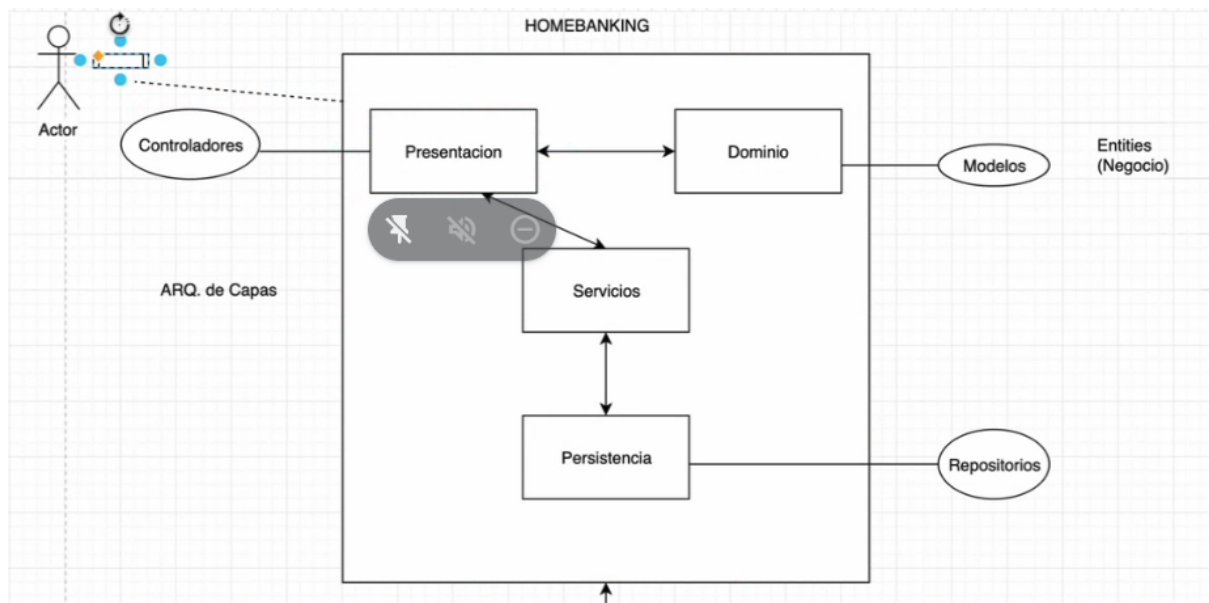 HOMEBANKING
Actor
Controladores
Presentacion
Dominio
Modelos
Entities
(Negocio)
Servicios
ARQ. de Capas
Persistencia
Repositorios